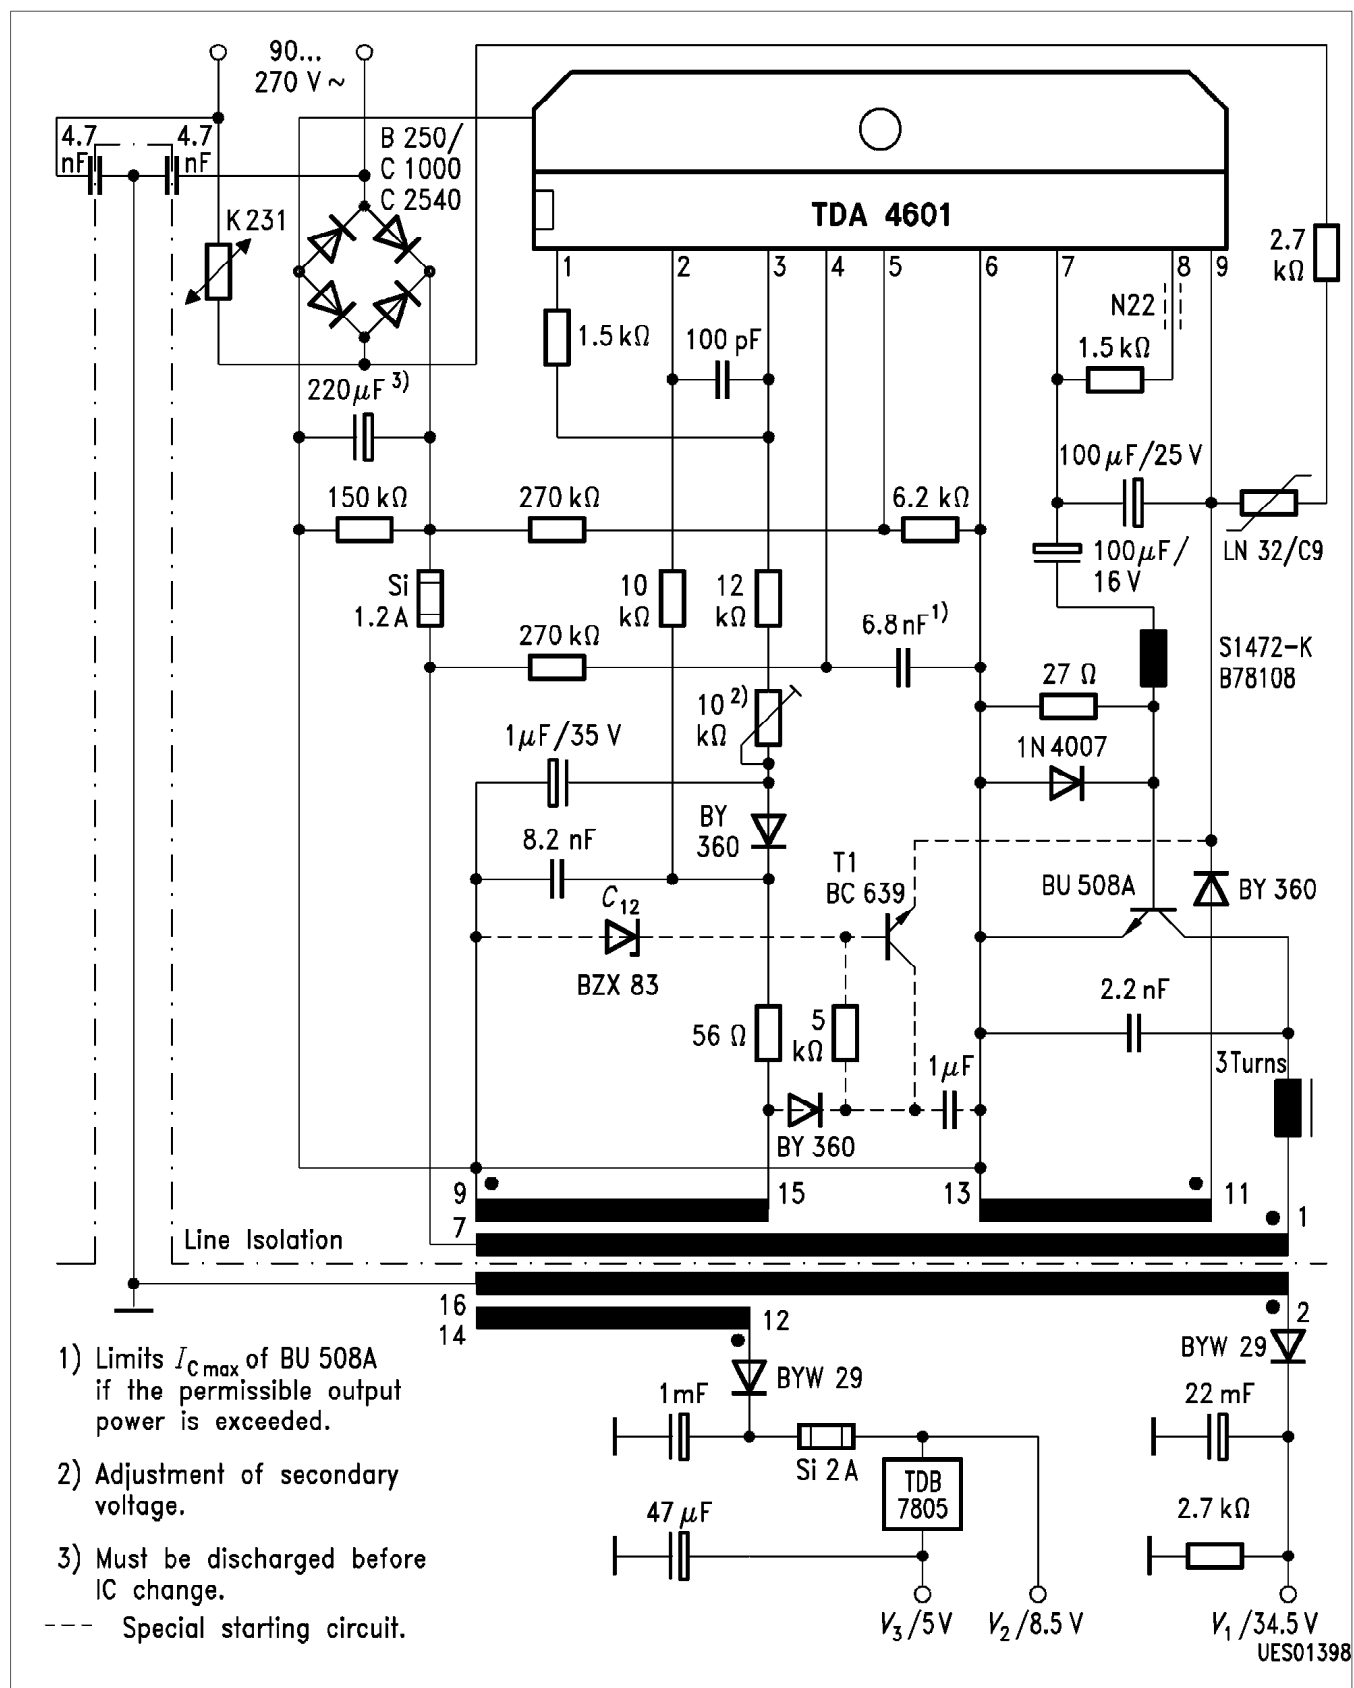 90...
270 V ~
4.7
nF
4.7
nF
B 250/
C 1000
C 2540
K 231
TDA 4601
1
2
3
4
5
6
7
8
9
2.7
kΩ
N22
1.5 kΩ
100 pF
1.5 kΩ
220 µF 3)
100 µF/25 V
150 kΩ
270 kΩ
6.2 kΩ
LN 32/C9
100 µF/
16 V
Si
1.2 A
10
kΩ
12
kΩ
270 kΩ
6.8 nF 1)
S1472-K
B78108
27 Ω
10 2)
kΩ
1 µF/35 V
1N 4007
BY
360
8.2 nF
T1
BC 639
BU 508A
BY 360
C 12
BZX 83
2.2 nF
56 Ω
5
kΩ
1 µF
3 Turns
BY 360
9
15
13
11
7
1
Line Isolation
16
14
12
2
BYW 29
BYW 29
1 mF
22 mF
Si 2 A
TDB
7805
47 µF
2.7 kΩ
V3/5 V
V2/8.5 V
V1/34.5 V
1) Limits IC max of BU 508A
if the permissible output
power is exceeded.
2) Adjustment of secondary
voltage.
3) Must be discharged before
IC change.
--- Special starting circuit.
UES01398